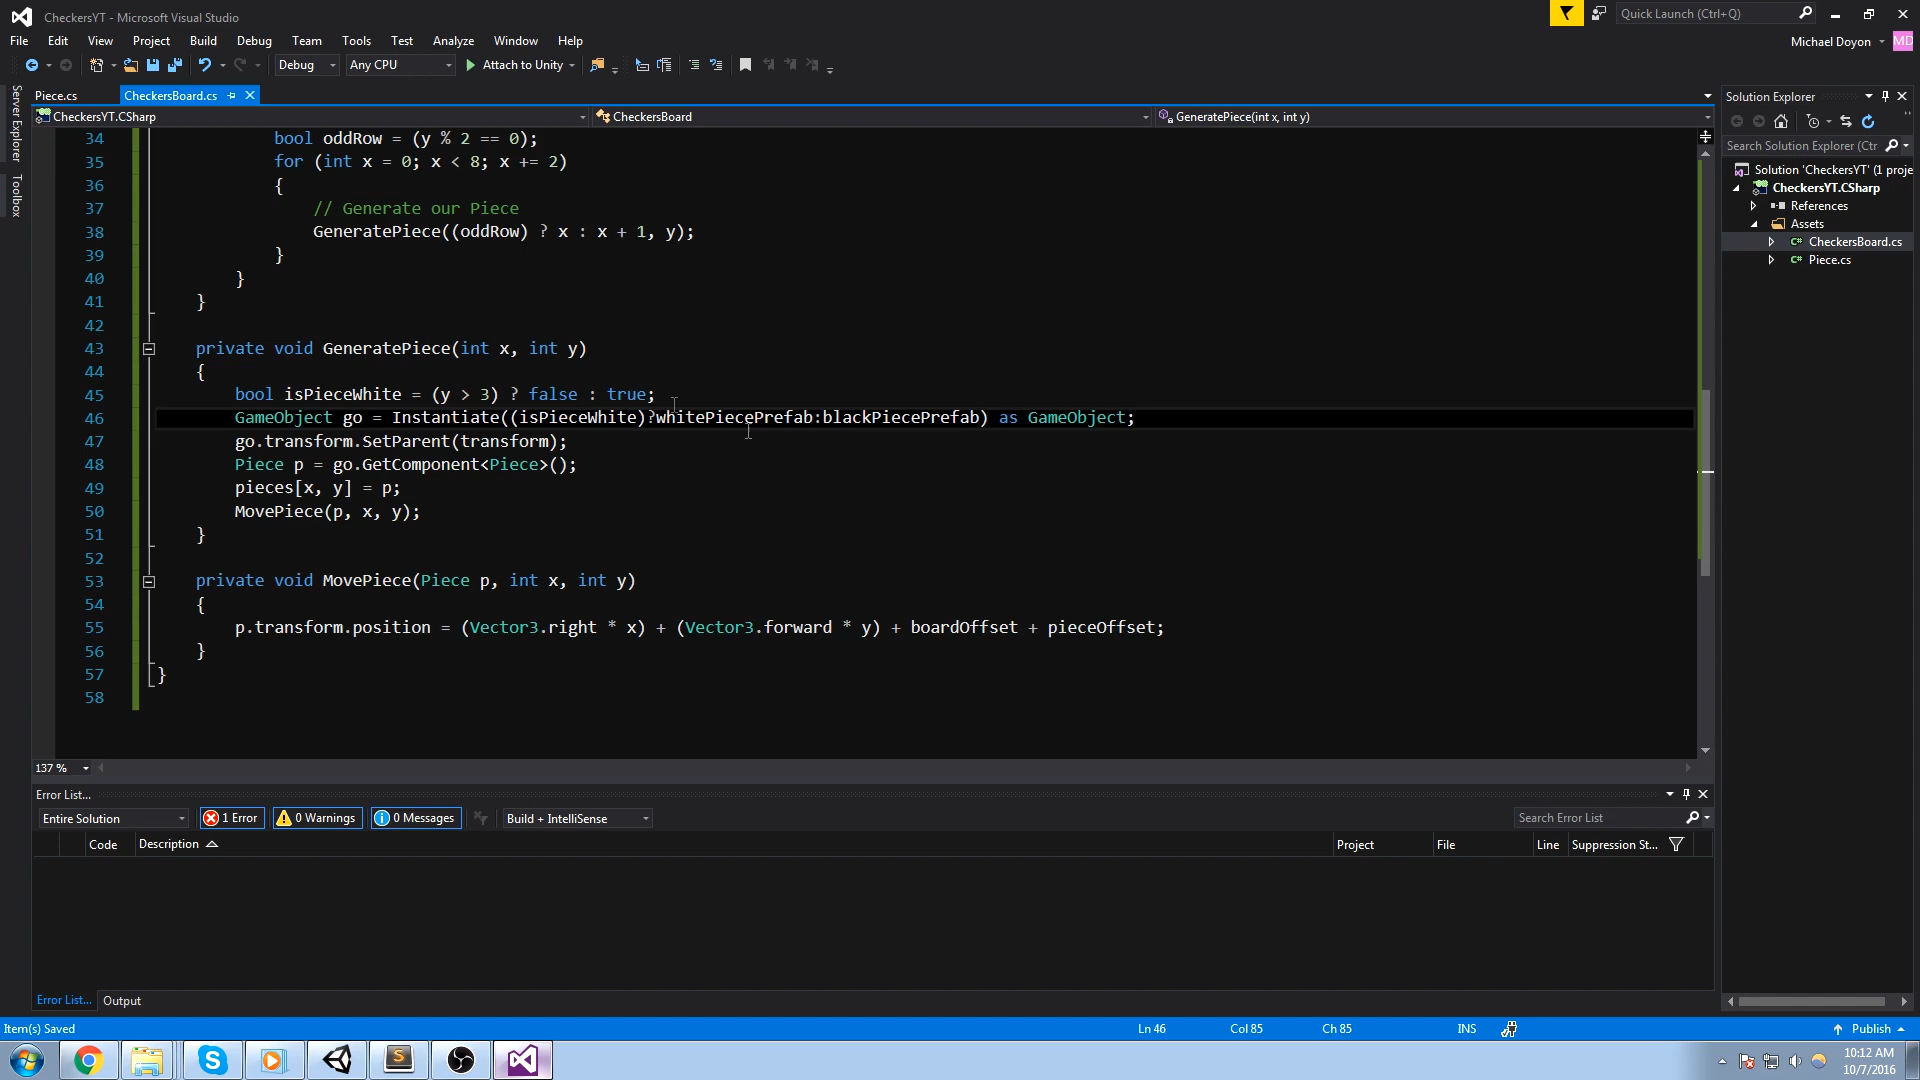 CheckersYT - Microsoft Visual Studio
Quick Launch (Ctrl+Q)
File Edit View Project Build Debug Team Tools Test Analyze Window Help
Michael Doyon MD
Debug Any CPU Attach to Unity
Server Explorer
Toolbox
Piece.cs CheckersBoard.cs
CheckersYT.CSharp CheckersBoard GeneratePiece(int x, int y)
34 bool oddRow = (y % 2 == 0);
35 for (int x = 0; x < 8; x += 2)
36 {
37 // Generate our Piece
38 GeneratePiece((oddRow) ? x : x + 1, y);
39 }
40 }
41 }
42
43 private void GeneratePiece(int x, int y)
44 {
45 bool isPieceWhite = (y > 3) ? false : true;
46 GameObject go = Instantiate((isPieceWhite)?whitePiecePrefab:blackPiecePrefab) as GameObject;
47 go.transform.SetParent(transform);
48 Piece p = go.GetComponent<Piece>();
49 pieces[x, y] = p;
50 MovePiece(p, x, y);
51 }
52
53 private void MovePiece(Piece p, int x, int y)
54 {
55 p.transform.position = (Vector3.right * x) + (Vector3.forward * y) + boardOffset + pieceOffset;
56 }
57 }
58
137 %
Solution Explorer
Search Solution Explorer (Ctr
Solution 'CheckersYT' (1 proje
CheckersYT.CSharp
References
Assets
C# CheckersBoard.cs
C# Piece.cs
Error List...
Entire Solution 1 Error 0 Warnings 0 Messages Build + IntelliSense Search Error List
Code Description Project File Line Suppression St...
Error List... Output
Item(s) Saved Ln 46 Col 85 Ch 85 INS Publish
10:12 AM
10/7/2016